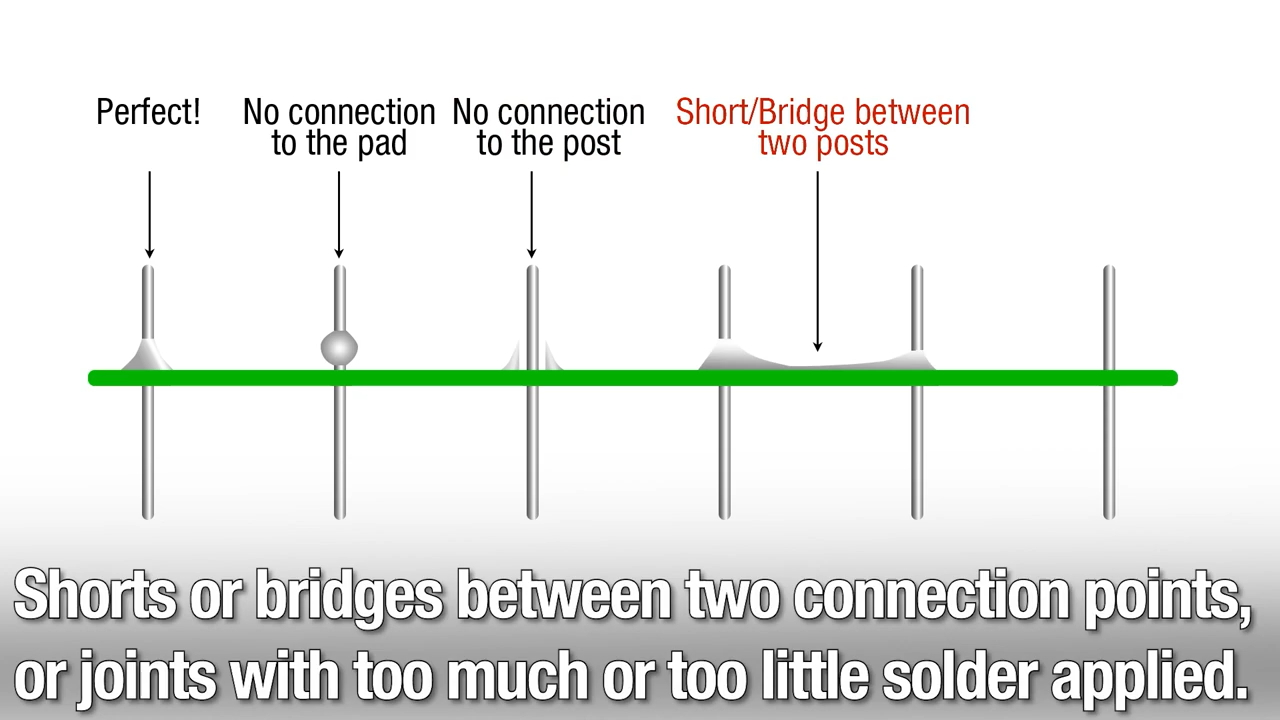 Perfect!
No connection
to the pad
No connection
to the post
Short/Bridge between
two posts
Shorts or bridges between two connection points,
or joints with too much or too little solder applied.